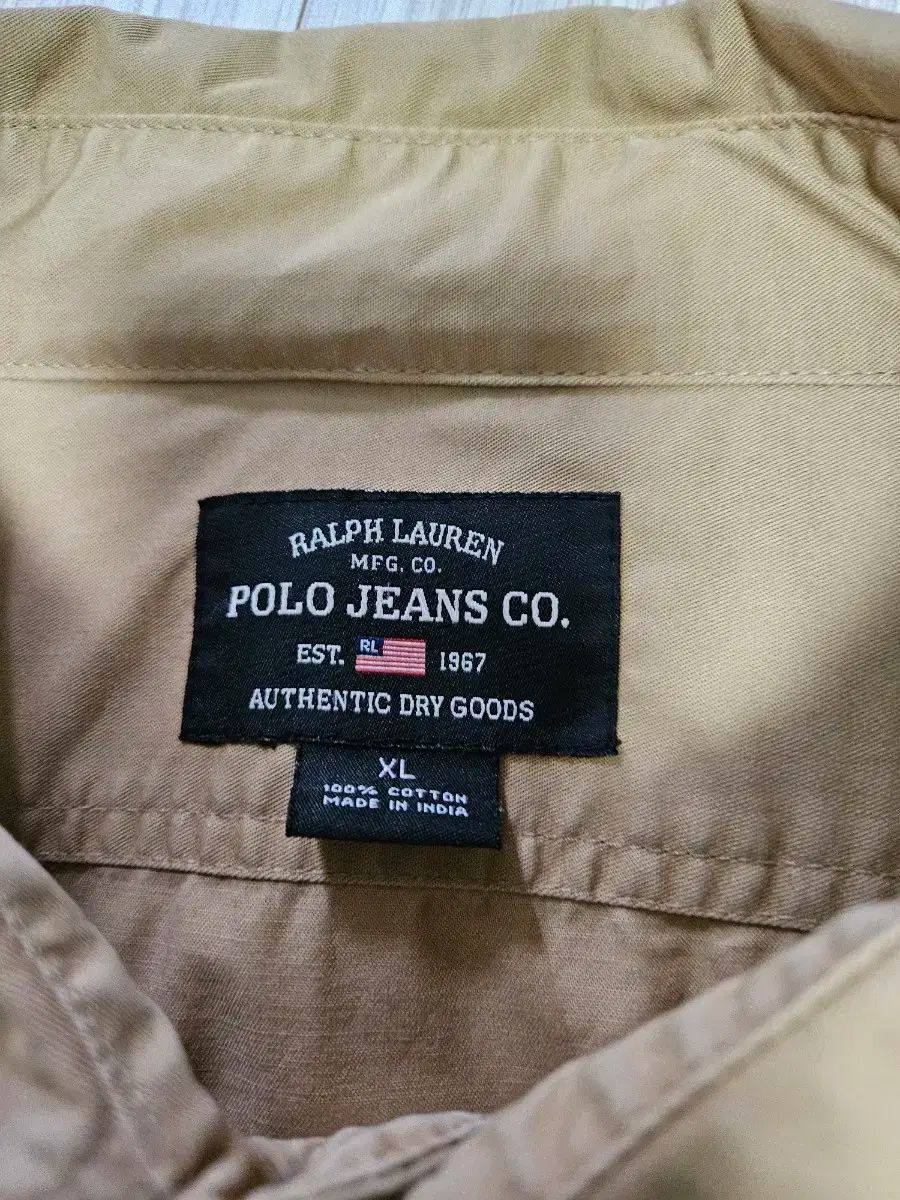 RALPH LAUREN
MFG. CO.
POLO JEANS CO.
EST. RL 1967
AUTHENTIC DRY GOODS
XL
100% COTTON
MADE IN INDIA